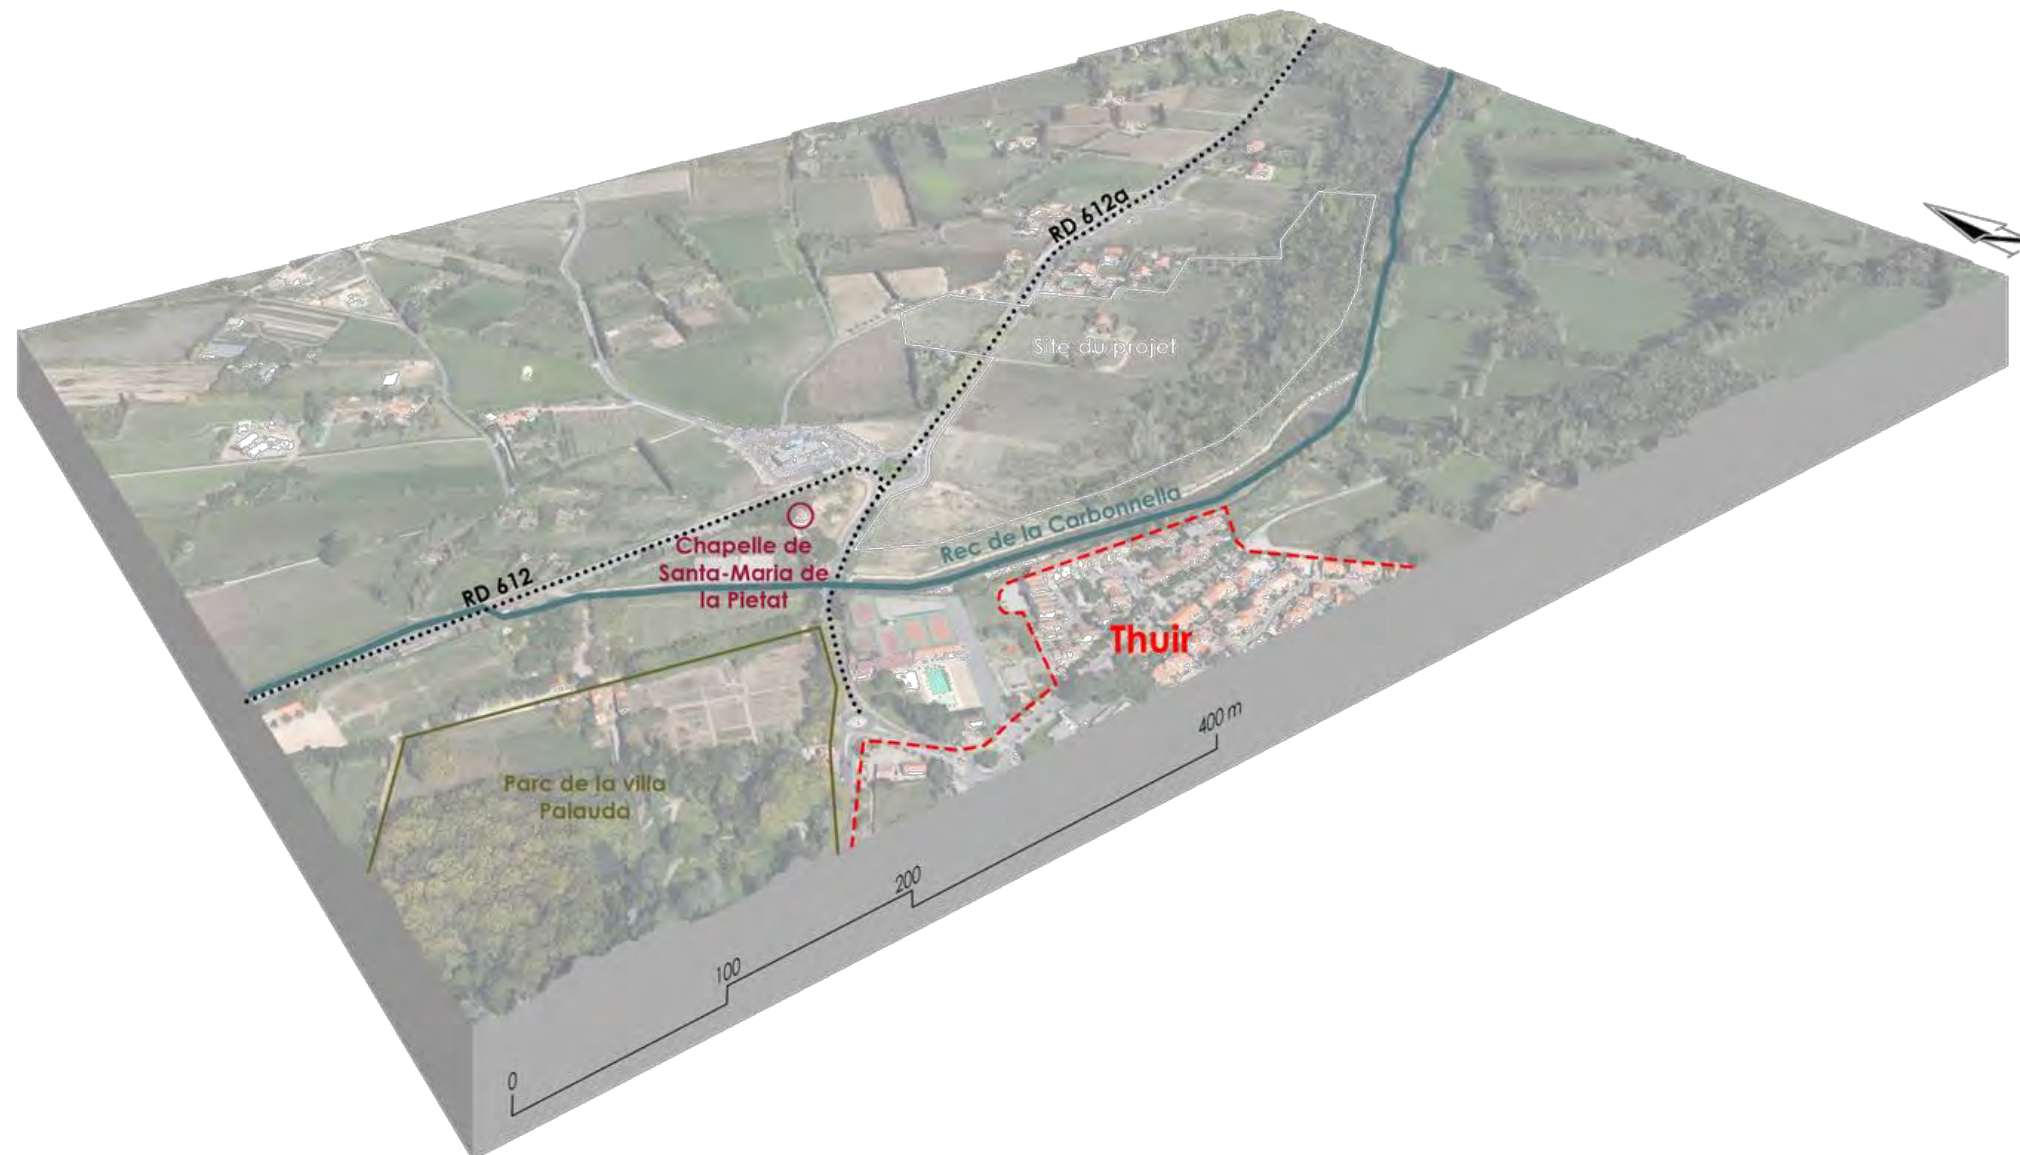 RD 612a
Site du projet
Rec de la Carbonnella
Chapelle de
Santa-Maria de
la Pietat
RD 612
Thuir
Parc de la villa
Palauda
0
100
200
400 m